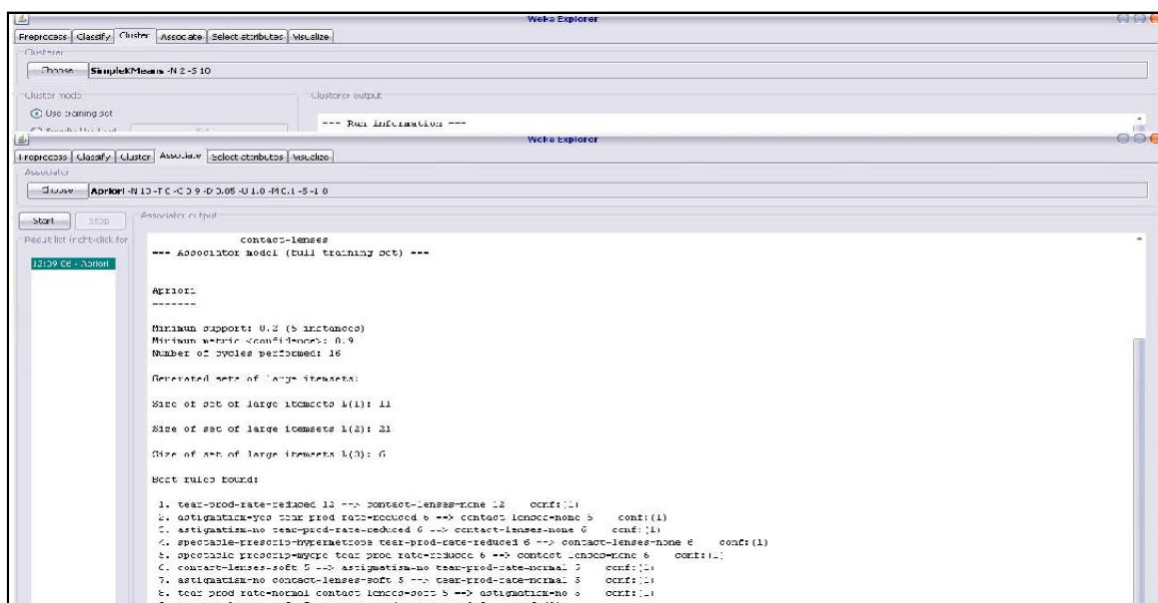 Weka Explorer
Preprocess Classify Cluster Associate Select attributes Visualize
Clusterer
Choose SimpleKMeans -N 2 -S 10
Cluster mode
Clusterer output
Use training set
=== Run information ===
Weka Explorer
Preprocess Classify Cluster Associate Select attributes Visualize
Associator
Choose Apriori -N 10 -T 0 -C 0.9 -D 0.05 -U 1.0 -M 0.1 -S -1.0
Start Stop
Associator output
Result list (right-click for
contact-lenses
=== Associator model (full training set) ===
Apriori
=======
Minimum support: 0.2 (5 instances)
Minimum metric <confidence>: 0.9
Number of cycles performed: 16
Generated sets of large itemsets:
Size of set of large itemsets L(1): 11
Size of set of large itemsets L(2): 21
Size of set of large itemsets L(3): 6
Best rules found:
1. tear-prod-rate=reduced 12 ==> contact-lenses=none 12 conf:(1)
2. astigmatism=yes tear-prod-rate=reduced 6 ==> contact-lenses=none 6 conf:(1)
3. astigmatism=no tear-prod-rate=reduced 6 ==> contact-lenses=none 6 conf:(1)
4. spectacle-prescrip=hypermetrope tear-prod-rate=reduced 6 ==> contact-lenses=none 6 conf:(1)
5. spectacle-prescrip=myope tear-prod-rate=reduced 6 ==> contact-lenses=none 6 conf:(1)
6. contact-lenses=soft 5 ==> astigmatism=no tear-prod-rate=normal 5 conf:(1)
7. astigmatism=no contact-lenses=soft 5 ==> tear-prod-rate=normal 5 conf:(1)
8. tear-prod-rate=normal contact-lenses=soft 5 ==> astigmatism=no 5 conf:(1)